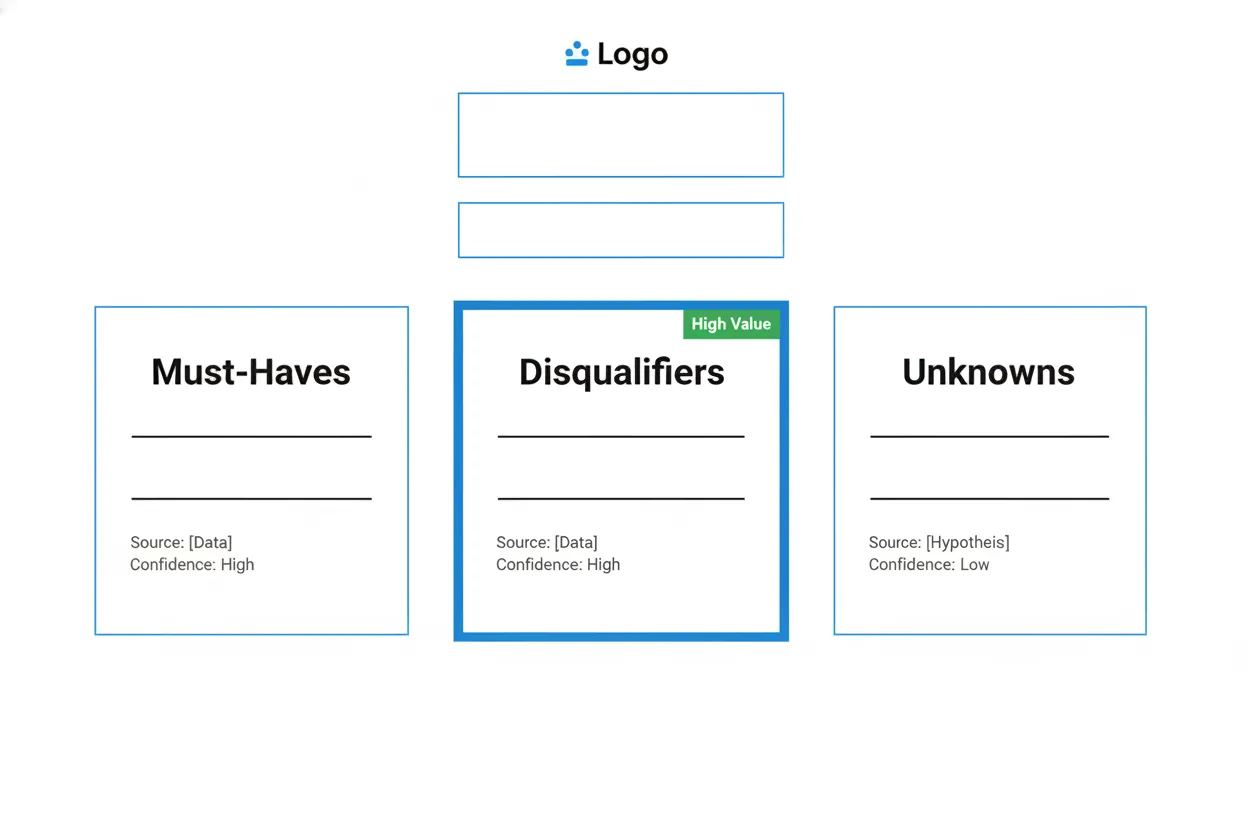 Logo
High Value
Must-Haves
Disqualifiers
Unknowns
Source: [Data]
Confidence: High
Source: [Data]
Confidence: High
Source: [Hypotheis]
Confidence: Low